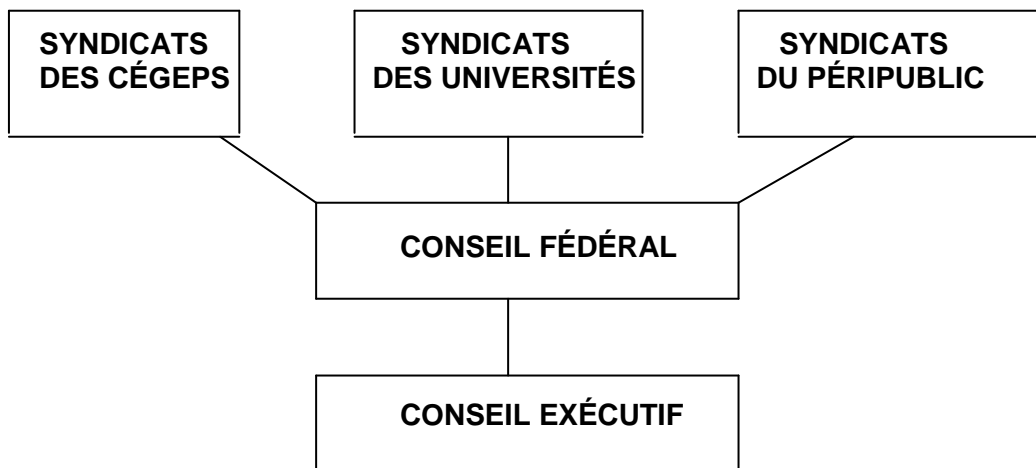 SYNDICATS
DES CÉGEPS
SYNDICATS
DES UNIVERSITÉS
SYNDICATS
DU PÉRIPUBLIC
CONSEIL FÉDÉRAL
CONSEIL EXÉCUTIF